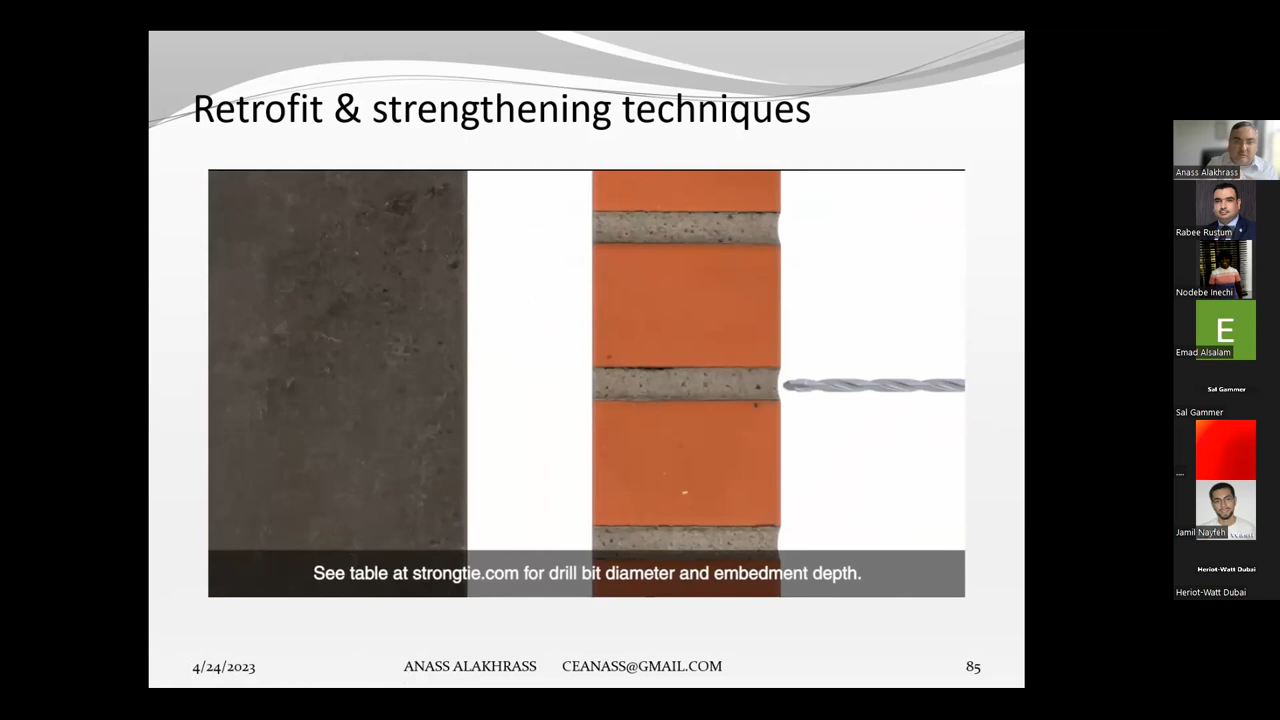 Retrofit & strengthening techniques
See table at strongtie.com for drill bit diameter and embedment depth.
4/24/2023
ANASS ALAKHRASS
CEANASS@GMAIL.COM
85
Anass Alakhrass
Rabee Rustum
Nodebe Inechi
E
Emad Alsalam
Sal Gammer
Sal Gammer
....
Jamil Nayfeh
Heriot-Watt Dubai
Heriot-Watt Dubai